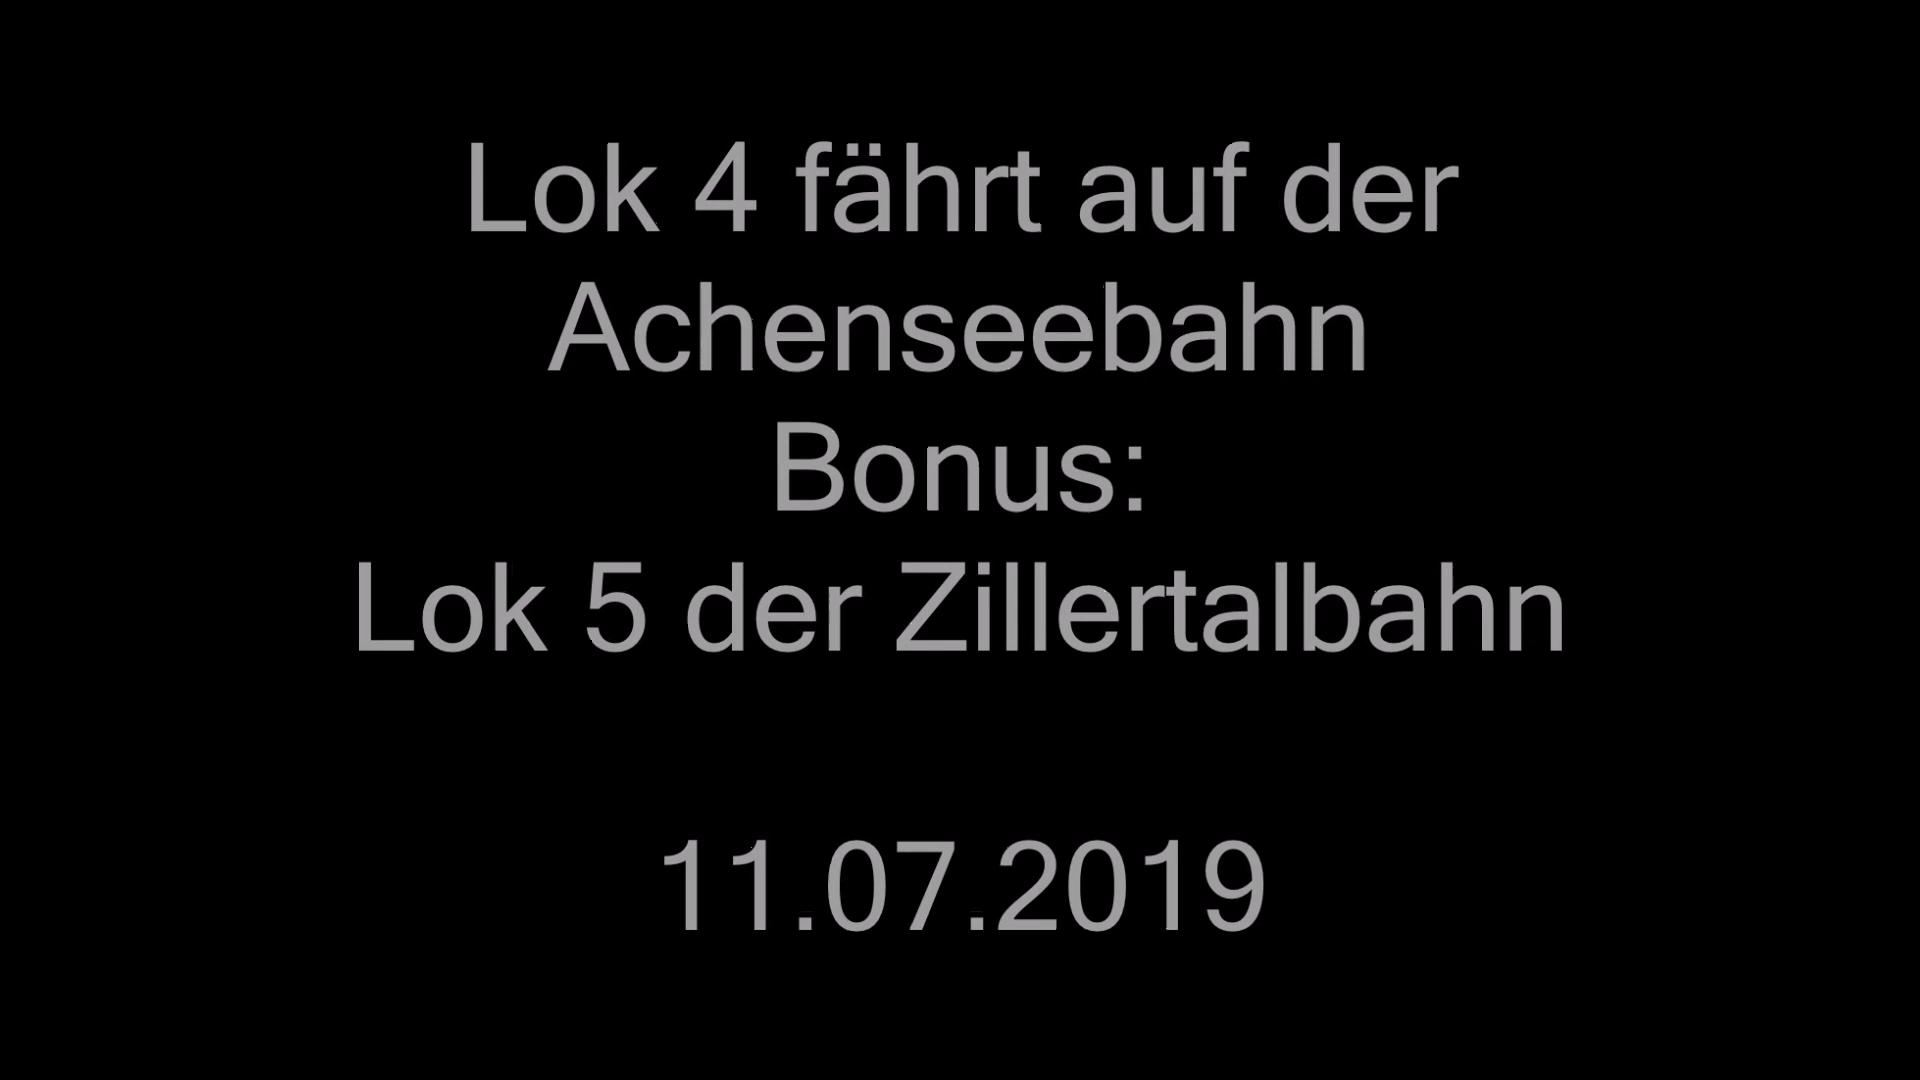 Lok 4 fährt auf der
Achenseebahn
Bonus:
Lok 5 der Zillertalbahn
11.07.2019